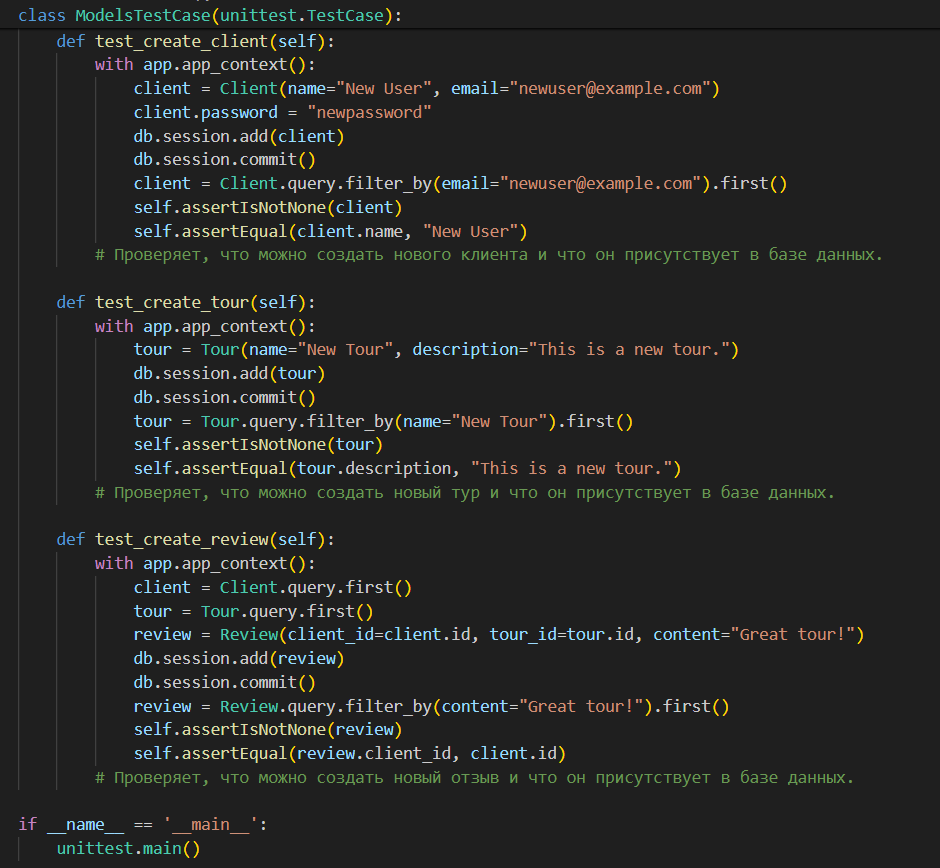 class ModelsTestCase(unittest.TestCase):
    def test_create_client(self):
        with app.app_context():
            client = Client(name="New User", email="newuser@example.com")
            client.password = "newpassword"
            db.session.add(client)
            db.session.commit()
            client = Client.query.filter_by(email="newuser@example.com").first()
            self.assertIsNotNone(client)
            self.assertEqual(client.name, "New User")
        # Проверяет, что можно создать нового клиента и что он присутствует в базе данных.

    def test_create_tour(self):
        with app.app_context():
            tour = Tour(name="New Tour", description="This is a new tour.")
            db.session.add(tour)
            db.session.commit()
            tour = Tour.query.filter_by(name="New Tour").first()
            self.assertIsNotNone(tour)
            self.assertEqual(tour.description, "This is a new tour.")
        # Проверяет, что можно создать новый тур и что он присутствует в базе данных.

    def test_create_review(self):
        with app.app_context():
            client = Client.query.first()
            tour = Tour.query.first()
            review = Review(client_id=client.id, tour_id=tour.id, content="Great tour!")
            db.session.add(review)
            db.session.commit()
            review = Review.query.filter_by(content="Great tour!").first()
            self.assertIsNotNone(review)
            self.assertEqual(review.client_id, client.id)
        # Проверяет, что можно создать новый отзыв и что он присутствует в базе данных.

if __name__ == '__main__':
    unittest.main()